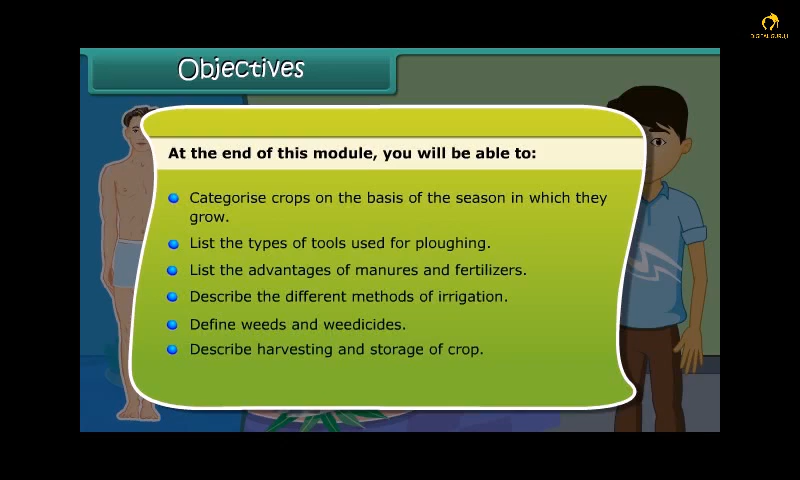 DIGITAL GURUJI
Objectives
At the end of this module, you will be able to:
Categorise crops on the basis of the season in which they
grow.
List the types of tools used for ploughing.
List the advantages of manures and fertilizers.
Describe the different methods of irrigation.
Define weeds and weedicides.
Describe harvesting and storage of crop.